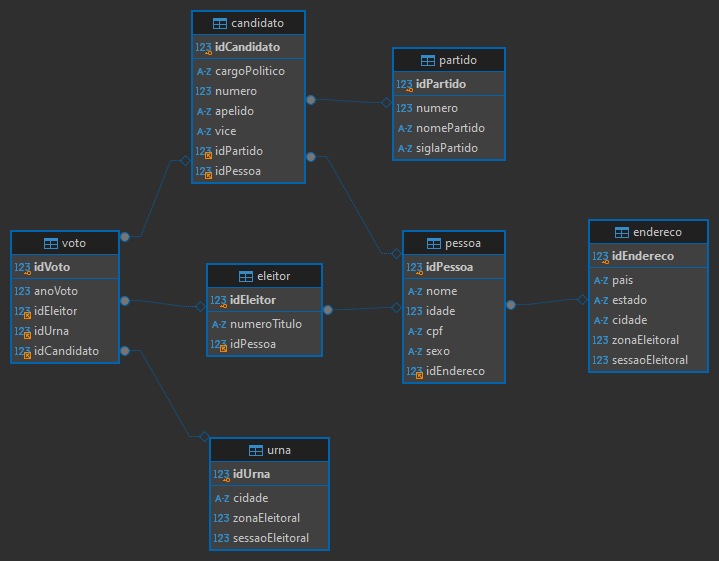 candidato
123 idCandidato
A-Z cargoPolitico
123 numero
A-Z apelido
A-Z vice
123 idPartido
123 idPessoa
partido
123 idPartido
123 numero
A-Z nomePartido
A-Z siglaPartido
voto
123 idVoto
123 anoVoto
123 idEleitor
123 idUrna
123 idCandidato
eleitor
123 idEleitor
A-Z numeroTitulo
123 idPessoa
pessoa
123 idPessoa
A-Z nome
123 idade
A-Z cpf
A-Z sexo
123 idEndereco
endereco
123 idEndereco
A-Z pais
A-Z estado
A-Z cidade
123 zonaEleitoral
123 sessaoEleitoral
urna
123 idUrna
A-Z cidade
123 zonaEleitoral
123 sessaoEleitoral